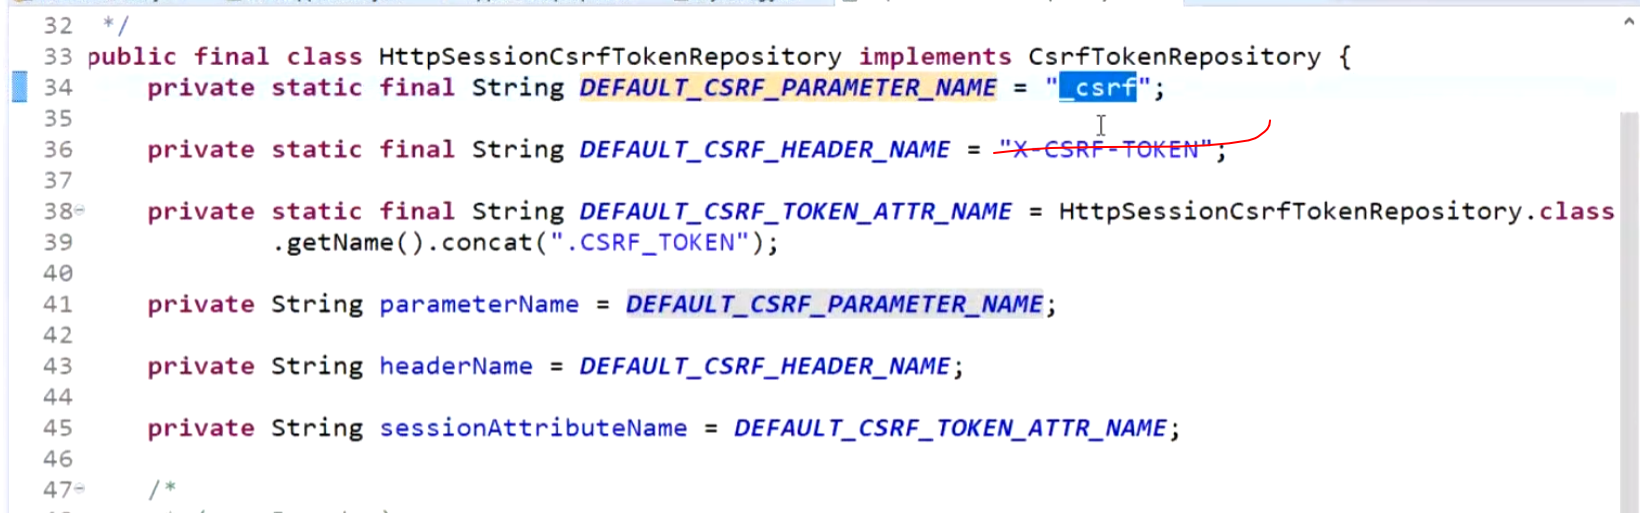 32 */
33 public final class HttpSessionCsrfTokenRepository implements CsrfTokenRepository {
34 private static final String DEFAULT_CSRF_PARAMETER_NAME = "_csrf";
35
36 private static final String DEFAULT_CSRF_HEADER_NAME = "X-CSRF-TOKEN";
37
38 private static final String DEFAULT_CSRF_TOKEN_ATTR_NAME = HttpSessionCsrfTokenRepository.class
39 .getName().concat(".CSRF_TOKEN");
40
41 private String parameterName = DEFAULT_CSRF_PARAMETER_NAME;
42
43 private String headerName = DEFAULT_CSRF_HEADER_NAME;
44
45 private String sessionAttributeName = DEFAULT_CSRF_TOKEN_ATTR_NAME;
46
47 /*